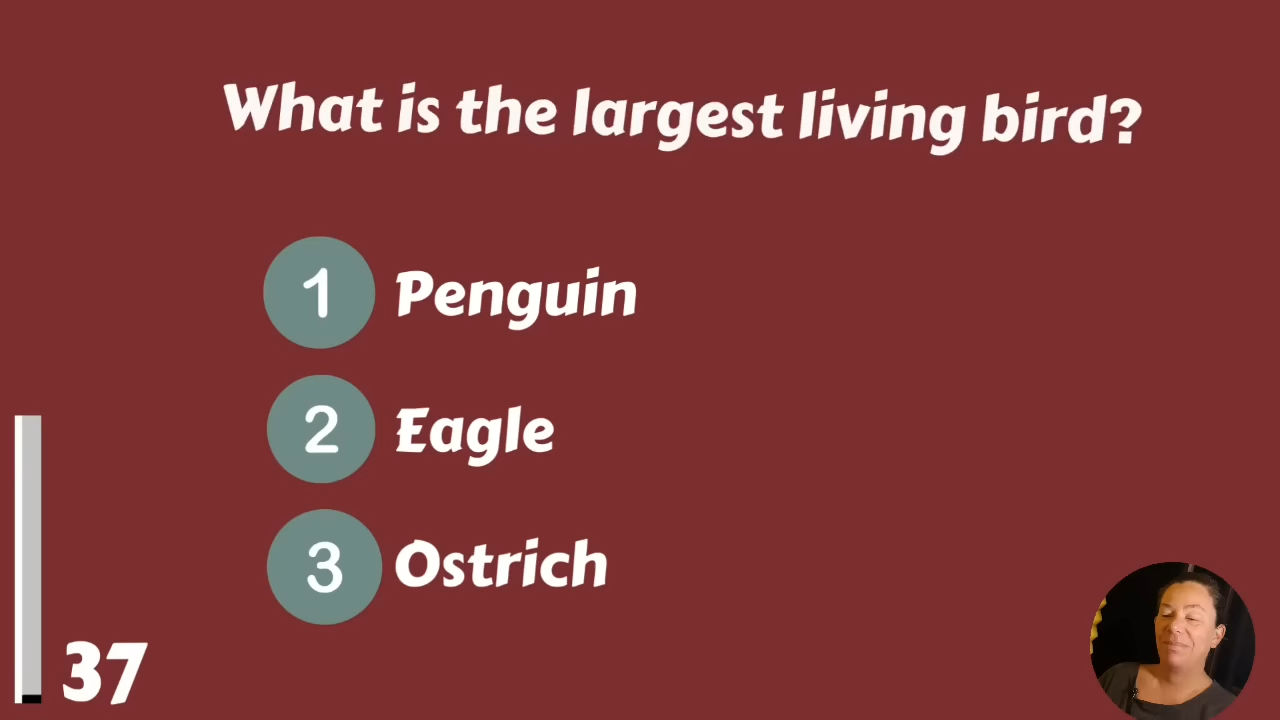 What is the largest living bird?
1 Penguin
2 Eagle
3 Ostrich
37